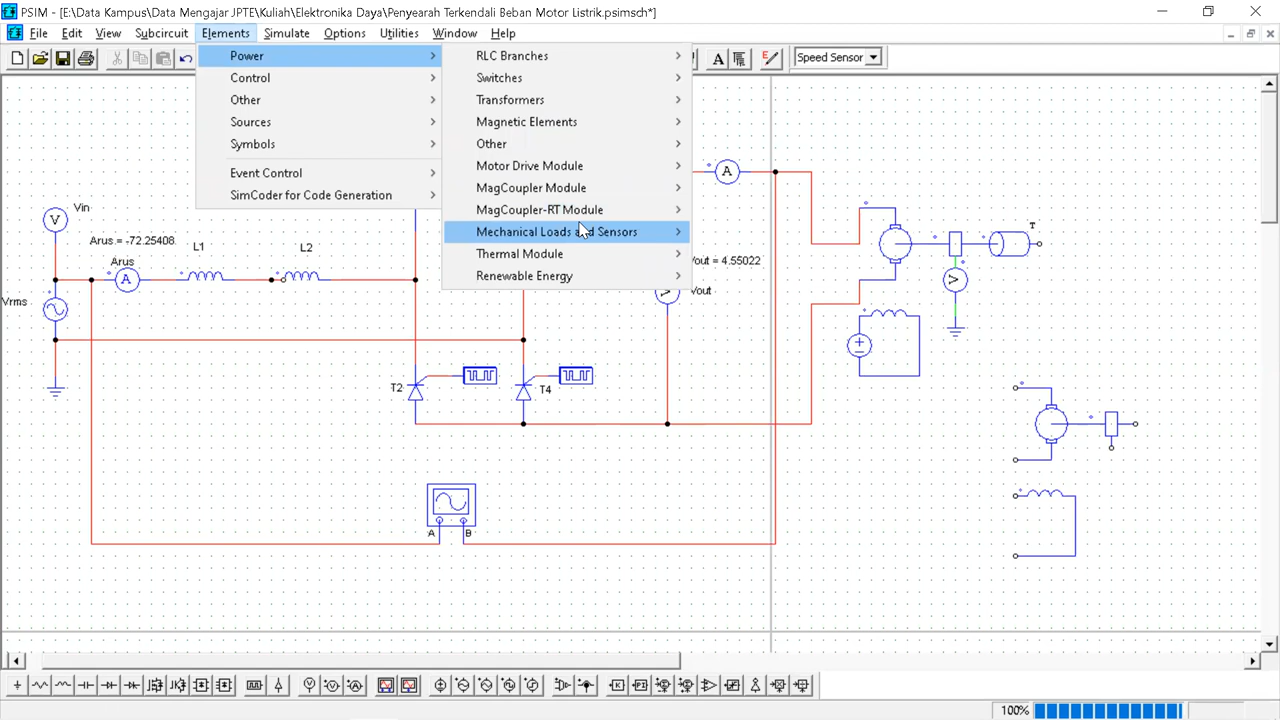 PSIM - [E:\Data Kampus\Data Mengajar JPTE\Kuliah\Elektronika Daya\Penyearah Terkendali Beban Motor Listrik.psimsch*]
File Edit View Subcircuit Elements Simulate Options Utilities Window Help
Speed Sensor
Power
Control
Other
Sources
Symbols
Event Control
SimCoder for Code Generation
RLC Branches
Switches
Transformers
Magnetic Elements
Other
Motor Drive Module
MagCoupler Module
MagCoupler-RT Module
Mechanical Loads and Sensors
Thermal Module
Renewable Energy
A
Vin
V
Arus = -72.25408
L1
L2
Arus
A
Vrms
Vout = 4.55022
Vout
V
T
V
T2
T4
A B
100%